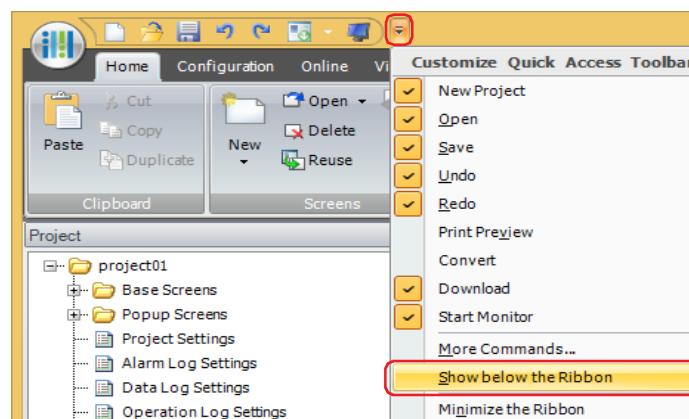 Home Configuration Online Vi
Cut
Copy
Duplicate
Paste
Clipboard
New
Open
Delete
Reuse
Screens
Project
project01
Base Screens
Popup Screens
Project Settings
Alarm Log Settings
Data Log Settings
Operation Log Settings
Customize Quick Access Toolbar
New Project
Open
Save
Undo
Redo
Print Preview
Convert
Download
Start Monitor
More Commands...
Show below the Ribbon
Minimize the Ribbon